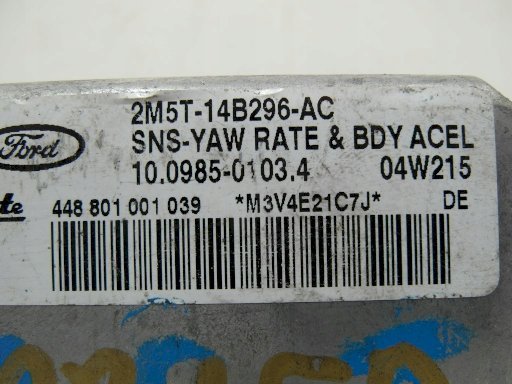 2M5T-14B296-AC
Ford SNS-YAW RATE & BDY ACEL
10.0985-0103.4 04W215
448 801 001 039 *M3V4E21C7J* DE